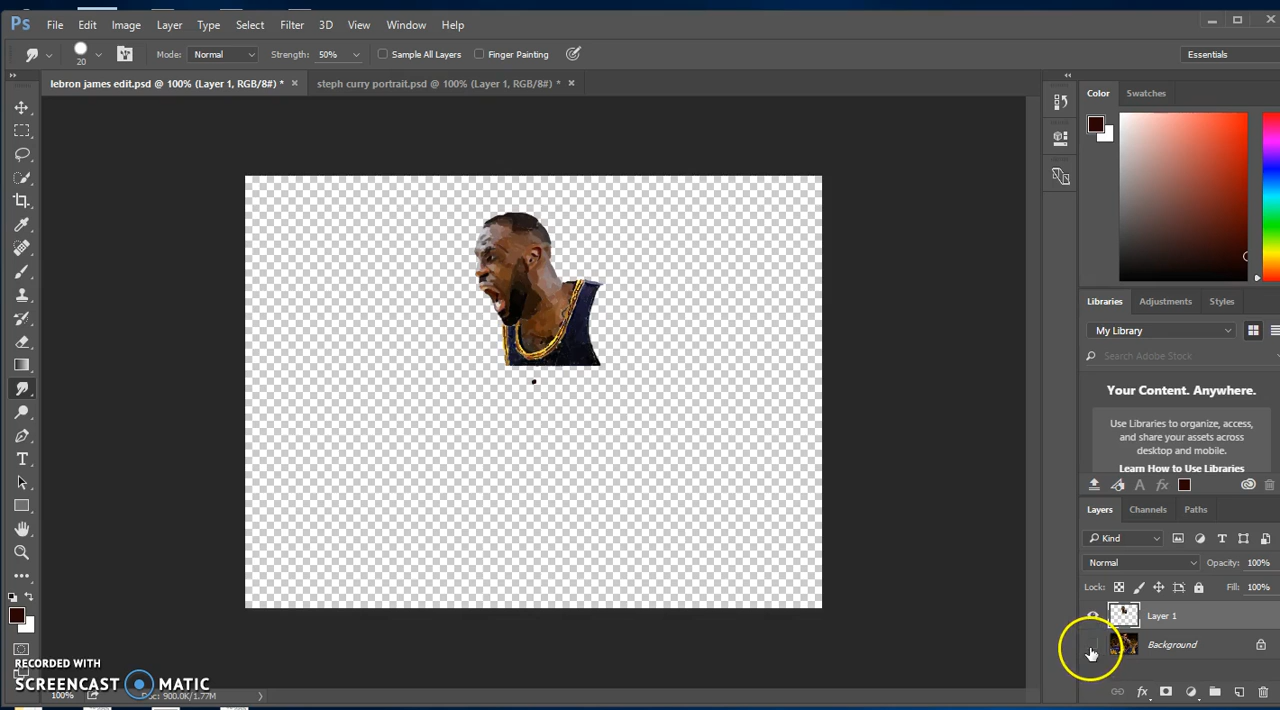 Ps File Edit Image Layer Type Select Filter 3D View Window Help
20 Mode: Normal Strength: 50% Sample All Layers Finger Painting Essentials
lebron james edit.psd @ 100% (Layer 1, RGB/8#) * × steph curry portrait.psd @ 100% (Layer 1, RGB/8#) * ×
Color Swatches
Libraries Adjustments Styles
My Library
Search Adobe Stock
Your Content. Anywhere.
Use Libraries to organize, access,
and share your assets across
desktop and mobile.
Learn How to Use Libraries
Layers Channels Paths
Kind
Normal Opacity: 100%
Lock: Fill: 100%
Layer 1
Background
RECORDED WITH
SCREENCAST MATIC
100% Doc: 900.0K/1.77M